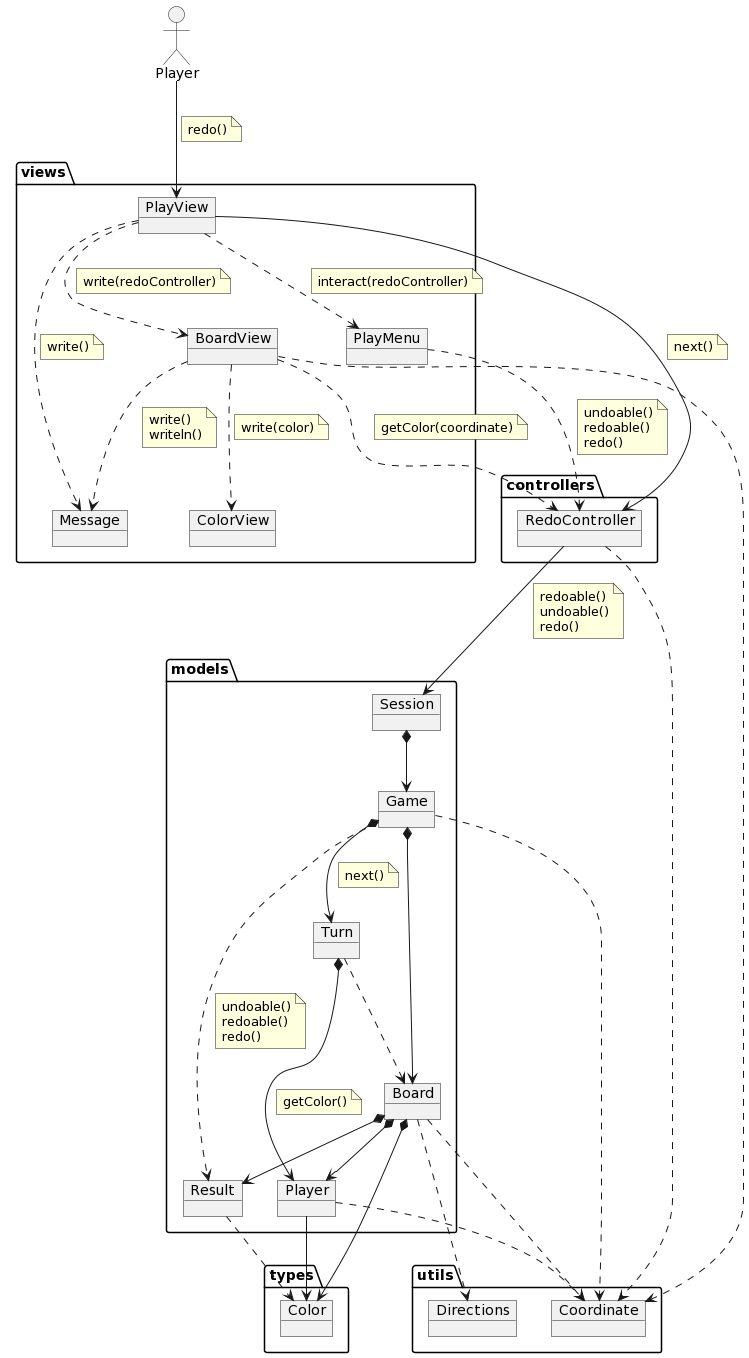 Player
redo()
views
PlayView
write(redoController)
interact(redoController)
write()
BoardView
PlayMenu
next()
write()
writeln()
write(color)
getColor(coordinate)
undoable()
redoable()
redo()
controllers
Message
ColorView
RedoController
redoable()
undoable()
redo()
models
Session
Game
next()
Turn
undoable()
redoable()
redo()
getColor()
Board
Result
Player
types
utils
Color
Directions
Coordinate